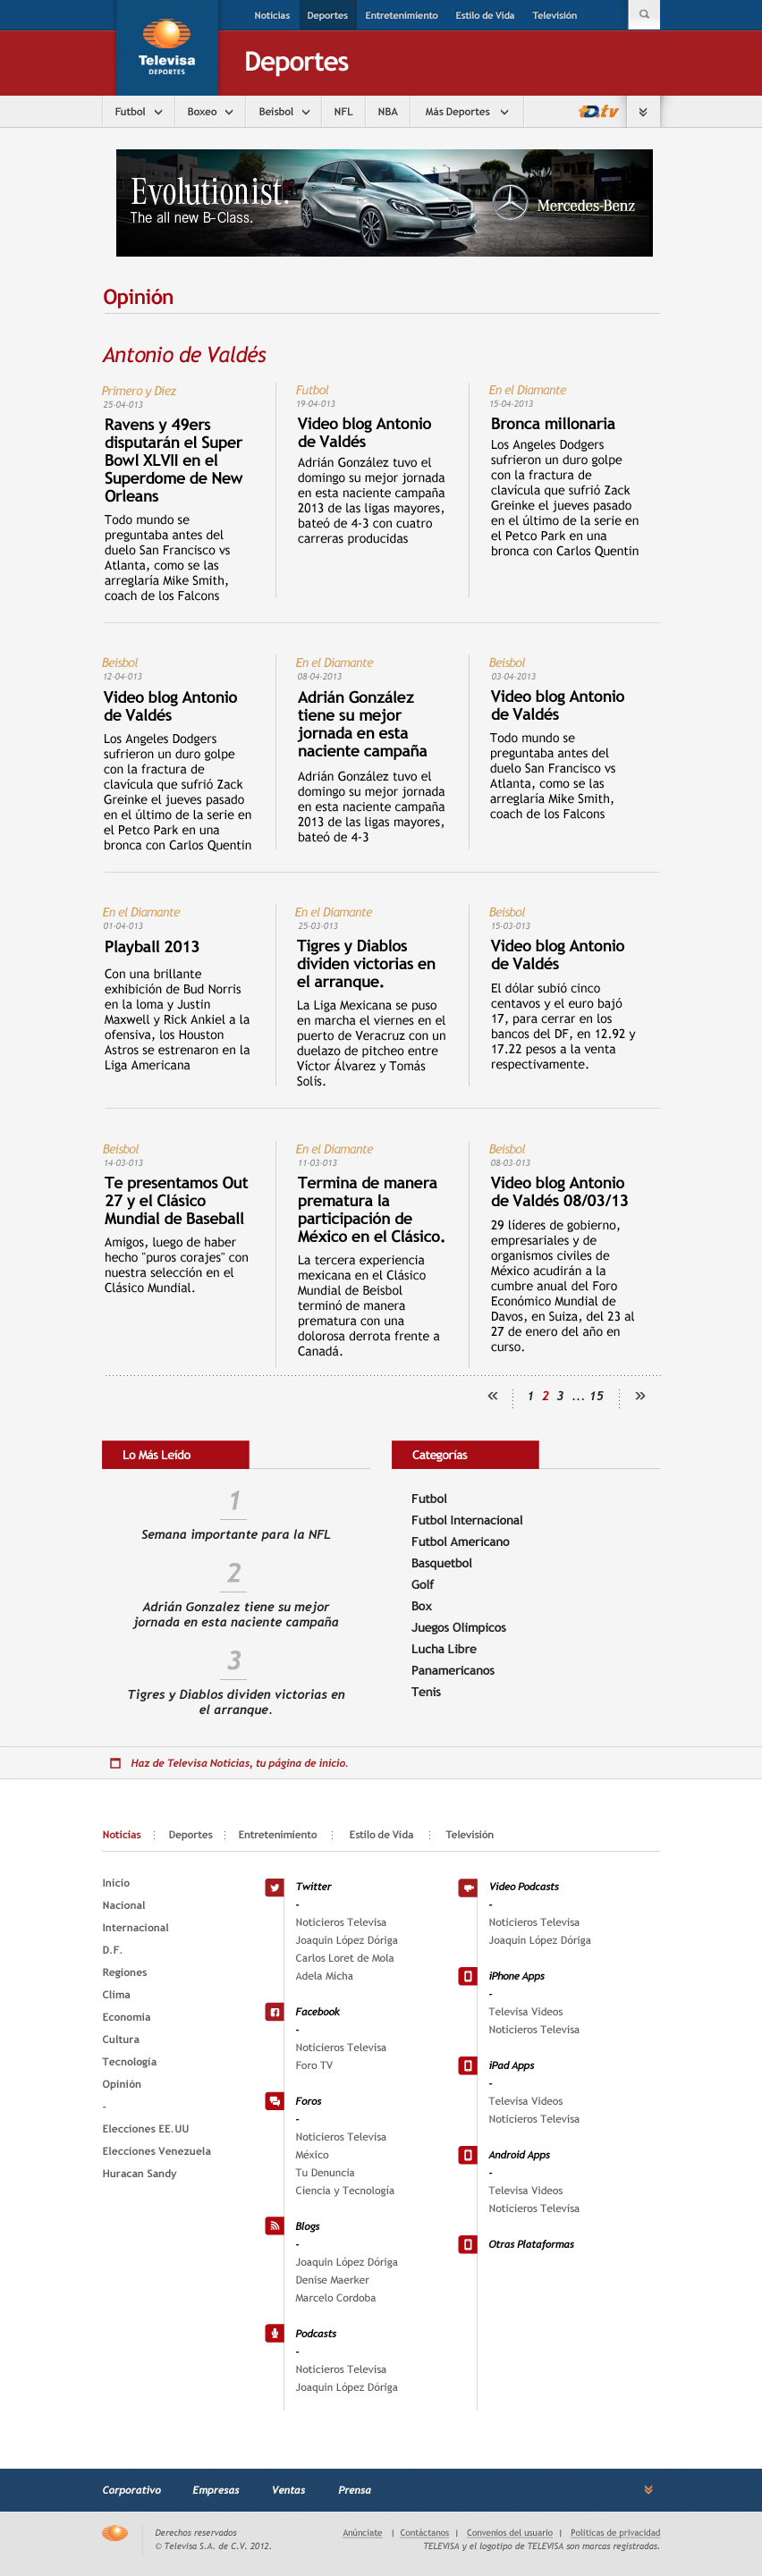 Noticias Deportes Entretenimiento Estilo de Vida Televisión
Televisa
DEPORTES
Deportes
Futbol Boxeo Beisbol NFL NBA Más Deportes TD.tv
Evolutionist.
The all new B-Class.
Mercedes-Benz
Opinión
Antonio de Valdés
Primero y Diez
25-04-013
Ravens y 49ers
disputarán el Super
Bowl XLVII en el
Superdome de New
Orleans
Todo mundo se
preguntaba antes del
duelo San Francisco vs
Atlanta, como se las
arreglaría Mike Smith,
coach de los Falcons
Futbol
19-04-013
Video blog Antonio
de Valdés
Adrián González tuvo el
domingo su mejor jornada
en esta naciente campaña
2013 de las ligas mayores,
bateó de 4-3 con cuatro
carreras producidas
En el Diamante
15-04-2013
Bronca millonaria
Los Angeles Dodgers
sufrieron un duro golpe
con la fractura de
clavícula que sufrió Zack
Greinke el jueves pasado
en el último de la serie en
el Petco Park en una
bronca con Carlos Quentin
Beisbol
12-04-013
Video blog Antonio
de Valdés
Los Angeles Dodgers
sufrieron un duro golpe
con la fractura de
clavícula que sufrió Zack
Greinke el jueves pasado
en el último de la serie en
el Petco Park en una
bronca con Carlos Quentin
En el Diamante
08-04-2013
Adrián González
tiene su mejor
jornada en esta
naciente campaña
Adrián González tuvo el
domingo su mejor jornada
en esta naciente campaña
2013 de las ligas mayores,
bateó de 4-3
Beisbol
03-04-2013
Video blog Antonio
de Valdés
Todo mundo se
preguntaba antes del
duelo San Francisco vs
Atlanta, como se las
arreglaría Mike Smith,
coach de los Falcons
En el Diamante
01-04-013
Playball 2013
Con una brillante
exhibición de Bud Norris
en la loma y Justin
Maxwell y Rick Ankiel a la
ofensiva, los Houston
Astros se estrenaron en la
Liga Americana
En el Diamante
25-03-013
Tigres y Diablos
dividen victorias en
el arranque.
La Liga Mexicana se puso
en marcha el viernes en el
puerto de Veracruz con un
duelazo de pitcheo entre
Víctor Álvarez y Tomás
Solís.
Beisbol
15-03-013
Video blog Antonio
de Valdés
El dólar subió cinco
centavos y el euro bajó
17, para cerrar en los
bancos del DF, en 12.92 y
17.22 pesos a la venta
respectivamente.
Beisbol
14-03-013
Te presentamos Out
27 y el Clásico
Mundial de Baseball
Amigos, luego de haber
hecho "puros corajes" con
nuestra selección en el
Clásico Mundial.
En el Diamante
11-03-013
Termina de manera
prematura la
participación de
México en el Clásico.
La tercera experiencia
mexicana en el Clásico
Mundial de Beisbol
terminó de manera
prematura con una
dolorosa derrota frente a
Canadá.
Beisbol
08-03-013
Video blog Antonio
de Valdés 08/03/13
29 líderes de gobierno,
empresariales y de
organismos civiles de
México acudirán a la
cumbre anual del Foro
Económico Mundial de
Davos, en Suiza, del 23 al
27 de enero del año en
curso.
« 1 2 3 ... 15 »
Lo Más Leído
1
Semana importante para la NFL
2
Adrián Gonzalez tiene su mejor
jornada en esta naciente campaña
3
Tigres y Diablos dividen victorias en
el arranque.
Categorías
Futbol
Futbol Internacional
Futbol Americano
Basquetbol
Golf
Box
Juegos Olimpicos
Lucha Libre
Panamericanos
Tenis
Haz de Televisa Noticias, tu página de inicio.
Noticias Deportes Entretenimiento Estilo de Vida Televisión
Inicio
Nacional
Internacional
D.F.
Regiones
Clima
Economia
Cultura
Tecnología
Opinión
-
Elecciones EE.UU
Elecciones Venezuela
Huracan Sandy
Twitter
-
Noticieros Televisa
Joaquin López Dóriga
Carlos Loret de Mola
Adela Micha
Facebook
-
Noticieros Televisa
Foro TV
Foros
-
Noticieros Televisa
México
Tu Denuncia
Ciencia y Tecnología
Blogs
-
Joaquin López Dóriga
Denise Maerker
Marcelo Cordoba
Podcasts
-
Noticieros Televisa
Joaquin López Dóriga
Video Podcasts
-
Noticieros Televisa
Joaquin López Dóriga
iPhone Apps
-
Televisa Videos
Noticieros Televisa
iPad Apps
-
Televisa Videos
Noticieros Televisa
Android Apps
-
Televisa Videos
Noticieros Televisa
Otras Plataformas
Corporativo Empresas Ventas Prensa
Derechos reservados
© Televisa S.A. de C.V. 2012.
Anúnciate | Contáctanos | Convenios del usuario | Políticas de privacidad
TELEVISA y el logotipo de TELEVISA son marcas registradas.